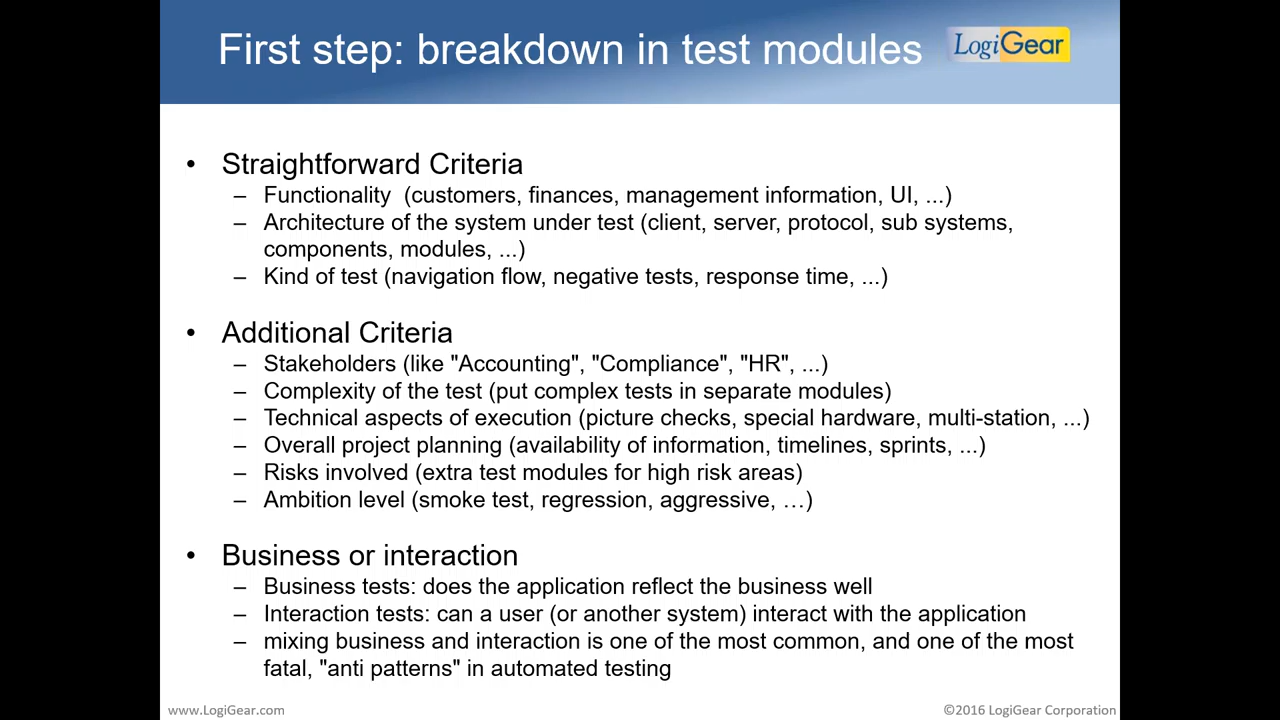 First step: breakdown in test modules
LogiGear
• Straightforward Criteria
– Functionality (customers, finances, management information, UI, ...)
– Architecture of the system under test (client, server, protocol, sub systems,
components, modules, ...)
– Kind of test (navigation flow, negative tests, response time, ...)
• Additional Criteria
– Stakeholders (like "Accounting", "Compliance", "HR", ...)
– Complexity of the test (put complex tests in separate modules)
– Technical aspects of execution (picture checks, special hardware, multi-station, ...)
– Overall project planning (availability of information, timelines, sprints, ...)
– Risks involved (extra test modules for high risk areas)
– Ambition level (smoke test, regression, aggressive, …)
• Business or interaction
– Business tests: does the application reflect the business well
– Interaction tests: can a user (or another system) interact with the application
– mixing business and interaction is one of the most common, and one of the most
fatal, "anti patterns" in automated testing
www.LogiGear.com
©2016 LogiGear Corporation